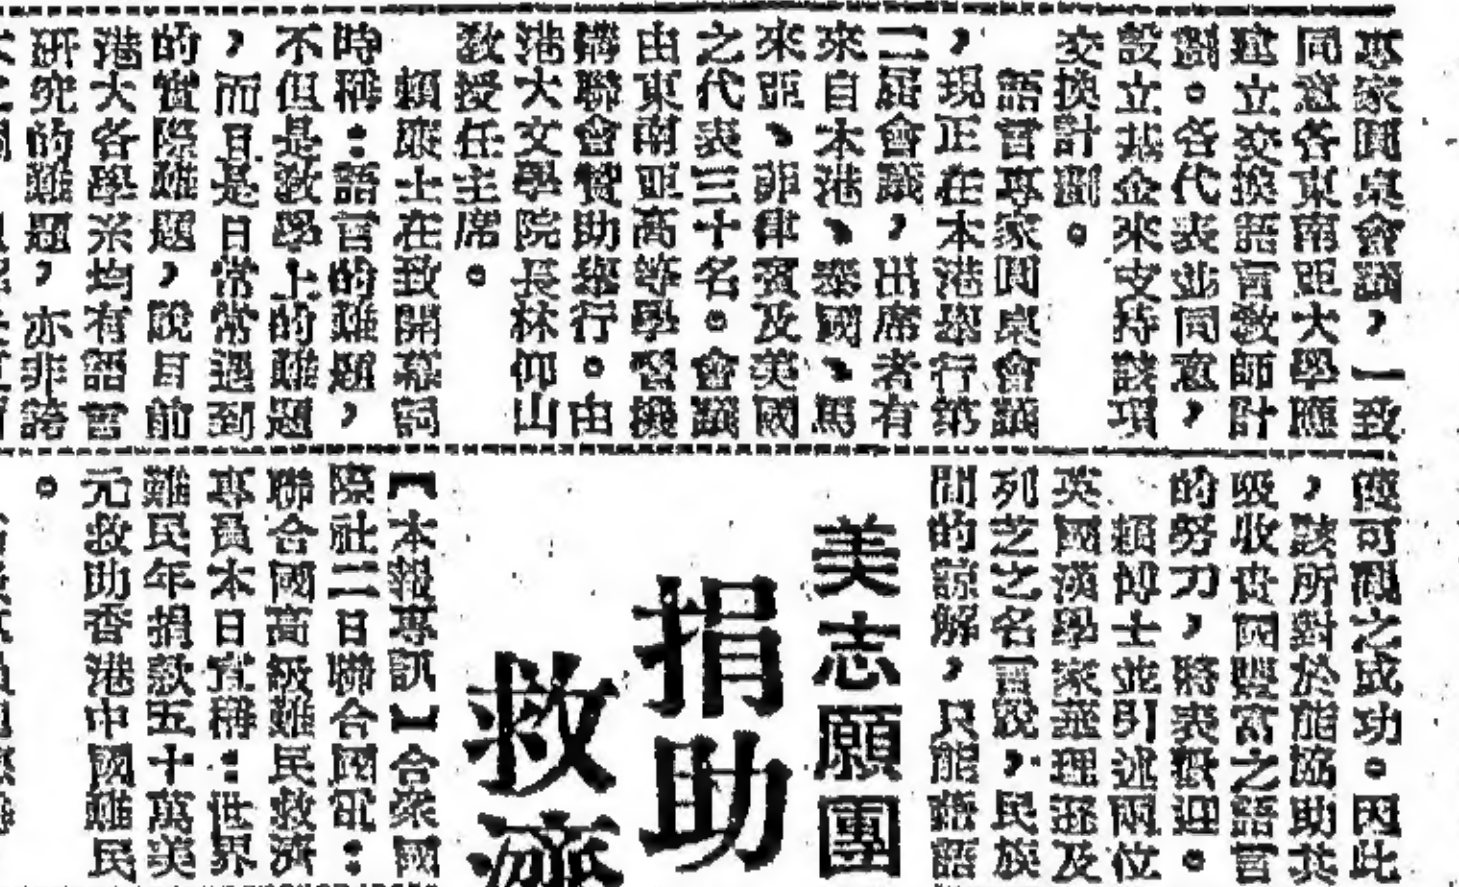 專家圓桌會議，一致
同意各東南亞大學應
建立交換語言教師計
劃。各代表並同意，
設立基金來支持該項
交換計劃。
語言專家圓桌會議
，現正在本港舉行第
二屆會議，出席者有
來自本港、泰國、馬
來亞、菲律賓及美國
之代表三十名。會議
由東南亞高等學督機
構聯會贊助舉行。由
港大文學院長林仰山
教授任主席。
賴廉士在致開幕詞
時稱：語言的難題，
不但是教學上的難題
，而且是日常常遇到
的實際難題，說目前
港大各學系均有語言
研究的難題，亦非誇
獲可觀之成功。因此
，該所對於能協助其
吸收貴國豐富之語言
的努力，將表歡迎。
賴博士並引述兩位
英國漢學家葉理遜及
列芝之名言說，民族
間的諒解，只能藉語
美志願團
捐助
救濟
【本報專訊】合衆國
際社二日聯合國電：
聯合國高級難民救濟
專員本日宣稱：世界
難民年捐款五十萬美
元救助香港中國難民
。